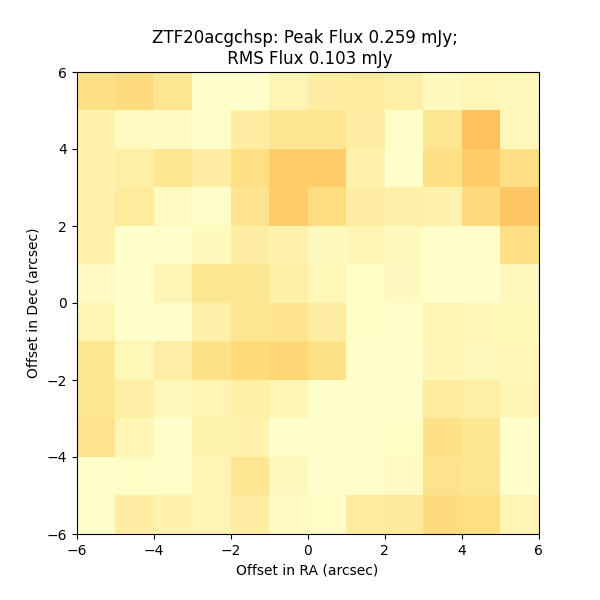 ZTF20acgchsp: Peak Flux 0.259 mJy;
RMS Flux 0.103 mJy
6
4
2
0
−2
−4
−6
Offset in Dec (arcsec)
−6 −4 −2 0 2 4 6
Offset in RA (arcsec)